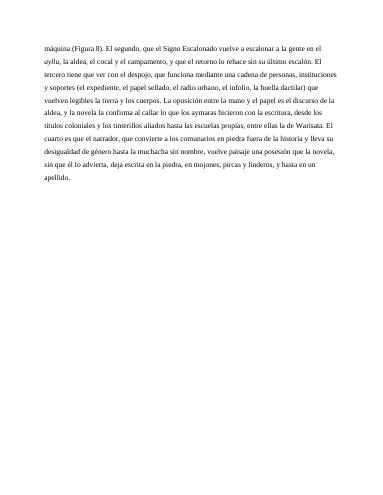 máquina (Figura 8). El segundo, que el Signo Escalonado vuelve a escalonar a la gente en el
ayllu, la aldea, el cocal y el campamento, y que el retorno lo rehace sin su último escalón. El
tercero tiene que ver con el despojo, que funciona mediante una cadena de personas, instituciones
y soportes (el expediente, el papel sellado, el radio urbano, el infolio, la huella dactilar) que
vuelven legibles la tierra y los cuerpos. La oposición entre la mano y el papel es el discurso de la
aldea, y la novela la confirma al callar lo que los aymaras hicieron con la escritura, desde los
títulos coloniales y los tinterillos aliados hasta las escuelas propias, entre ellas la de Warisata. El
cuarto es que el narrador, que convierte a los comunarios en piedra fuera de la historia y lleva su
desigualdad de género hasta la muchacha sin nombre, vuelve paisaje una posesión que la novela,
sin que él lo advierta, deja escrita en la piedra, en mojones, pircas y linderos, y hasta en un
apellido.